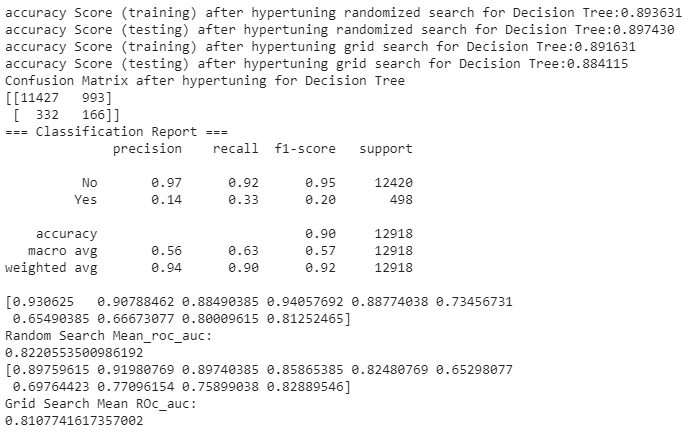 accuracy Score (training) after hypertuning randomized search for Decision Tree:0.893631
accuracy Score (testing) after hypertuning randomized search for Decision Tree:0.897430
accuracy Score (training) after hypertuning grid search for Decision Tree:0.891631
accuracy Score (testing) after hypertuning grid search for Decision Tree:0.884115
Confusion Matrix after hypertuning for Decision Tree
[[11427   993]
 [  332   166]]
=== Classification Report ===
              precision    recall  f1-score   support

          No       0.97      0.92      0.95     12420
         Yes       0.14      0.33      0.20       498

    accuracy                           0.90     12918
   macro avg       0.56      0.63      0.57     12918
weighted avg       0.94      0.90      0.92     12918

[0.930625   0.90788462 0.88490385 0.94057692 0.88774038 0.73456731
 0.65490385 0.66673077 0.80009615 0.81252465]
Random Search Mean_roc_auc:
0.8220553500986192
[0.89759615 0.91980769 0.89740385 0.85865385 0.82480769 0.65298077
 0.69764423 0.77096154 0.75899038 0.82889546]
Grid Search Mean ROc_auc:
0.8107741617357002